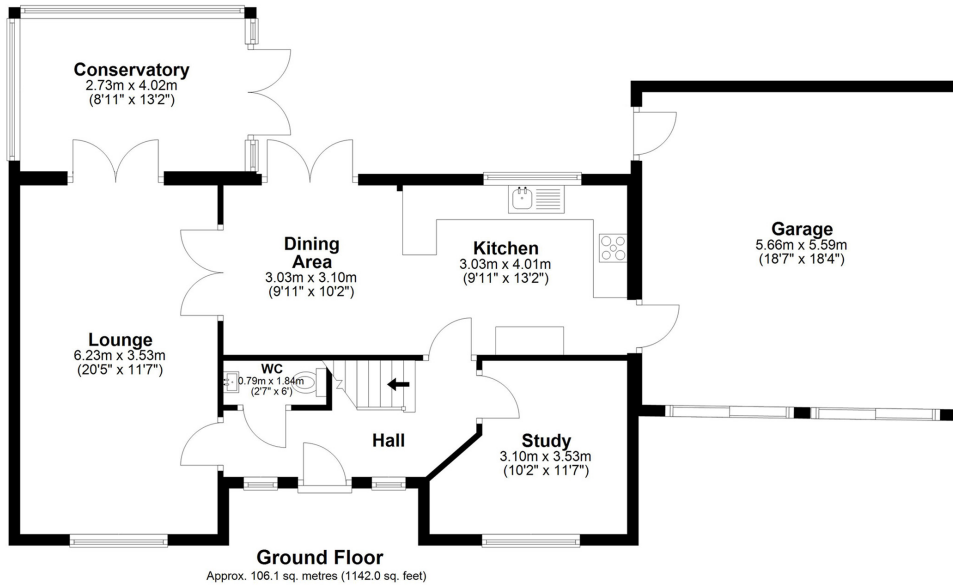 Conservatory
2.73m x 4.02m
(8'11" x 13'2")
Garage
5.66m x 5.59m
(18'7" x 18'4")
Dining
Area
3.03m x 3.10m
(9'11" x 10'2")
Kitchen
3.03m x 4.01m
(9'11" x 13'2")
Lounge
6.23m x 3.53m
(20'5" x 11'7")
WC
0.79m x 1.84m
(2'7" x 6')
Hall
Study
3.10m x 3.53m
(10'2" x 11'7")
Ground Floor
Approx. 106.1 sq. metres (1142.0 sq. feet)